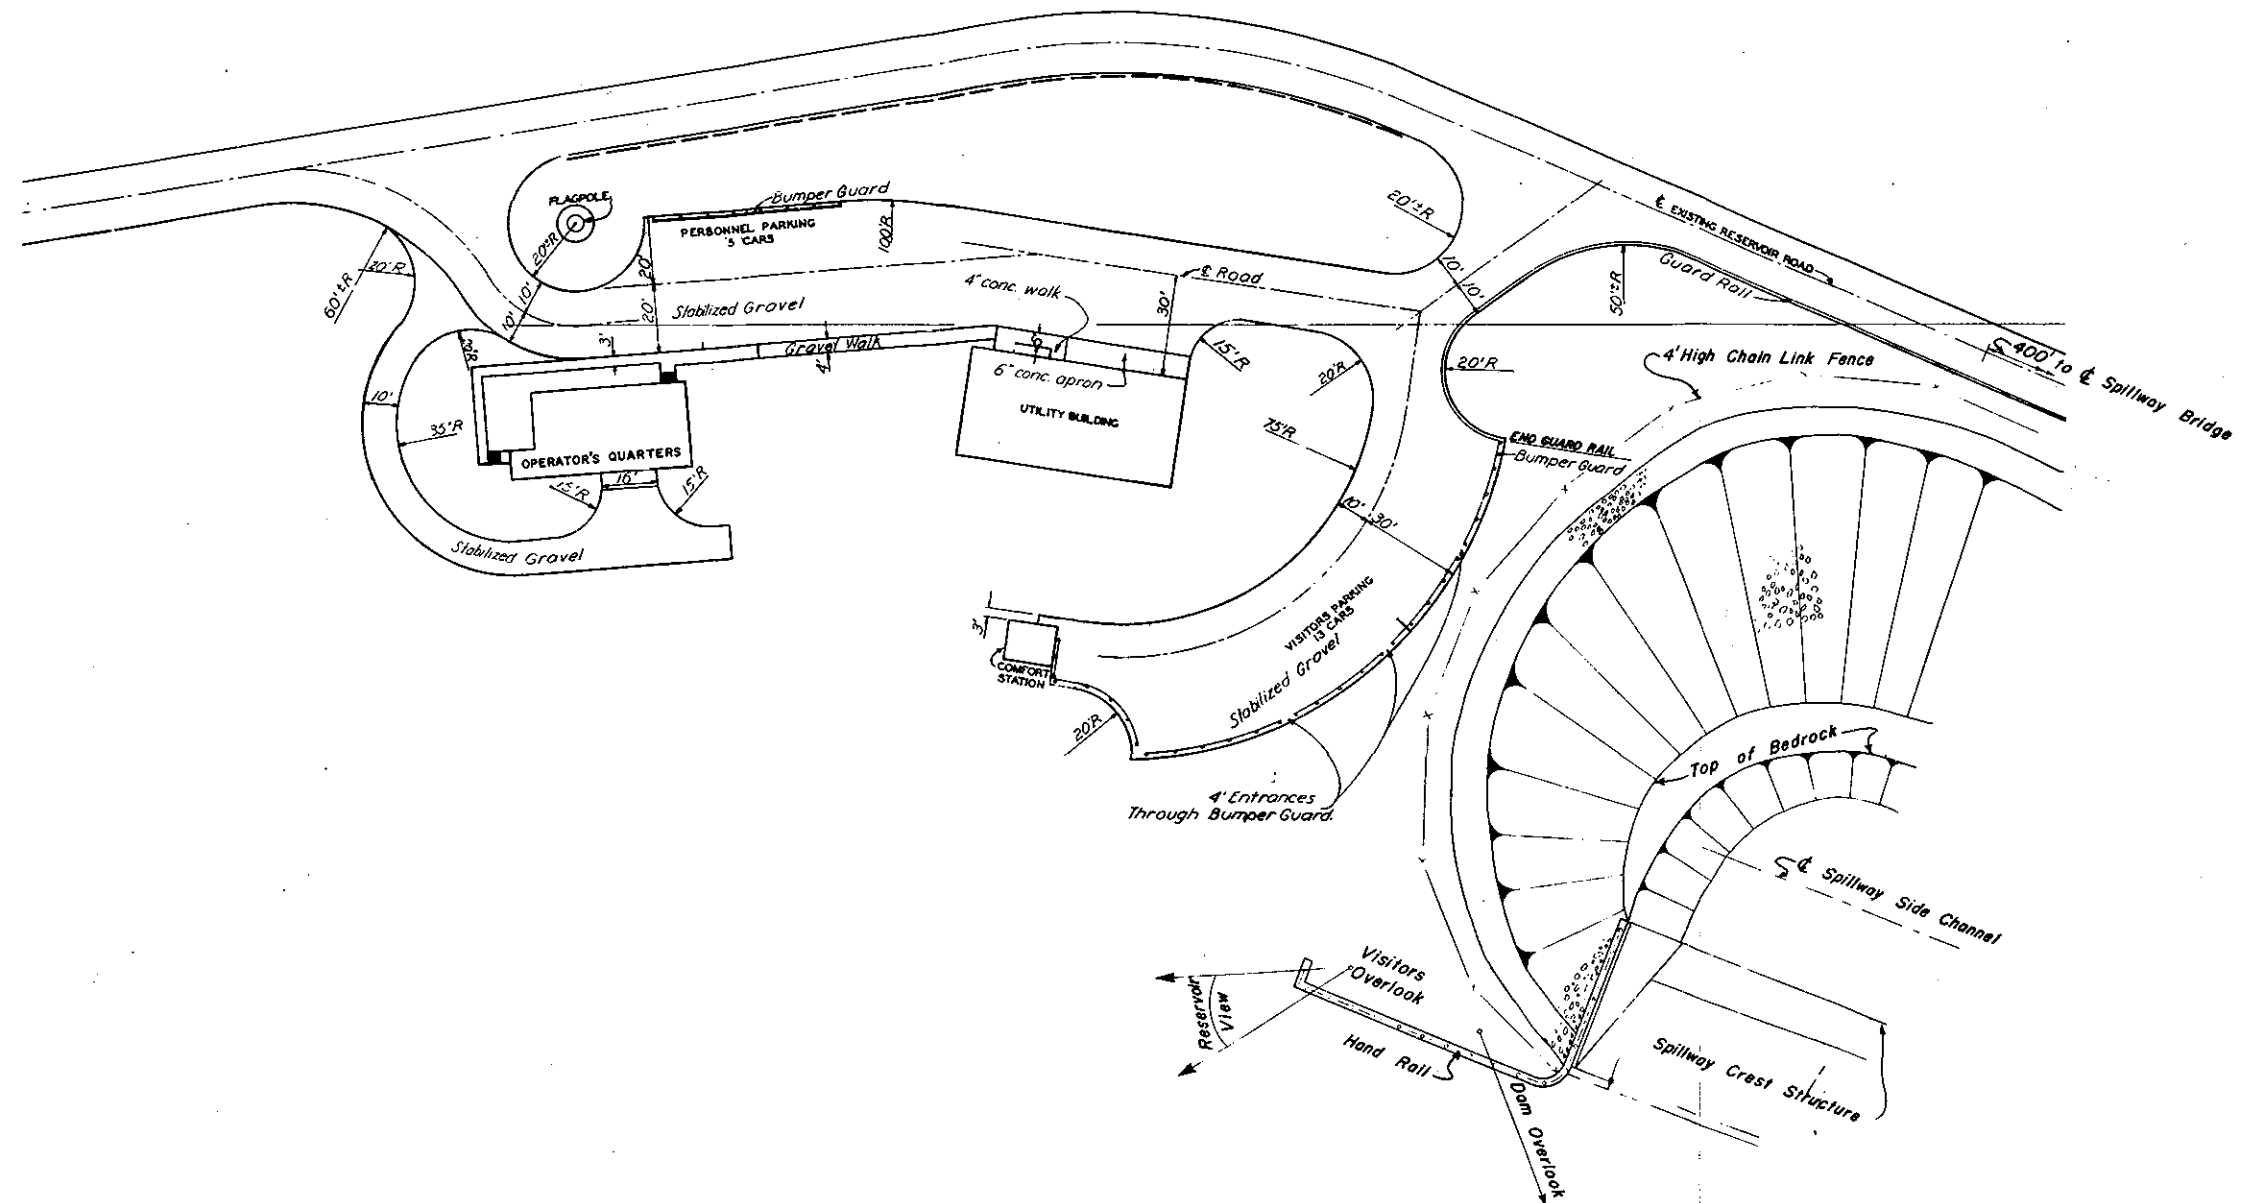 FLAGPOLE
Bumper Guard
PERSONNEL PARKING
5 CARS
100'R
20'±R
20'±R
10'
10'
20'
20'
10'
10'
60'±R
20'R
Stabilized Gravel
4" conc. walk
℄ Road
30'
℄ EXISTING RESERVOIR ROAD
Guard Rail
50'±R
400' to ℄ Spillway Bridge
4' High Chain Link Fence
3'
Gravel Walk
4'
6" conc. apron
UTILITY BUILDING
15'R
20'R
20'R
10'
35'R
OPERATOR'S QUARTERS
15'R
16'
15'R
Stabilized Gravel
75'R
END GUARD RAIL
Bumper Guard
10'
30'
VISITORS PARKING
13 CARS
Stabilized Gravel
3'
COMFORT
STATION
20'R
4' Entrances
Through Bumper Guard.
Top of Bedrock
℄ Spillway Side Channel
Visitors
Overlook
Reservoir
View
Hand Rail
Dam Overlook
Spillway Crest Structure